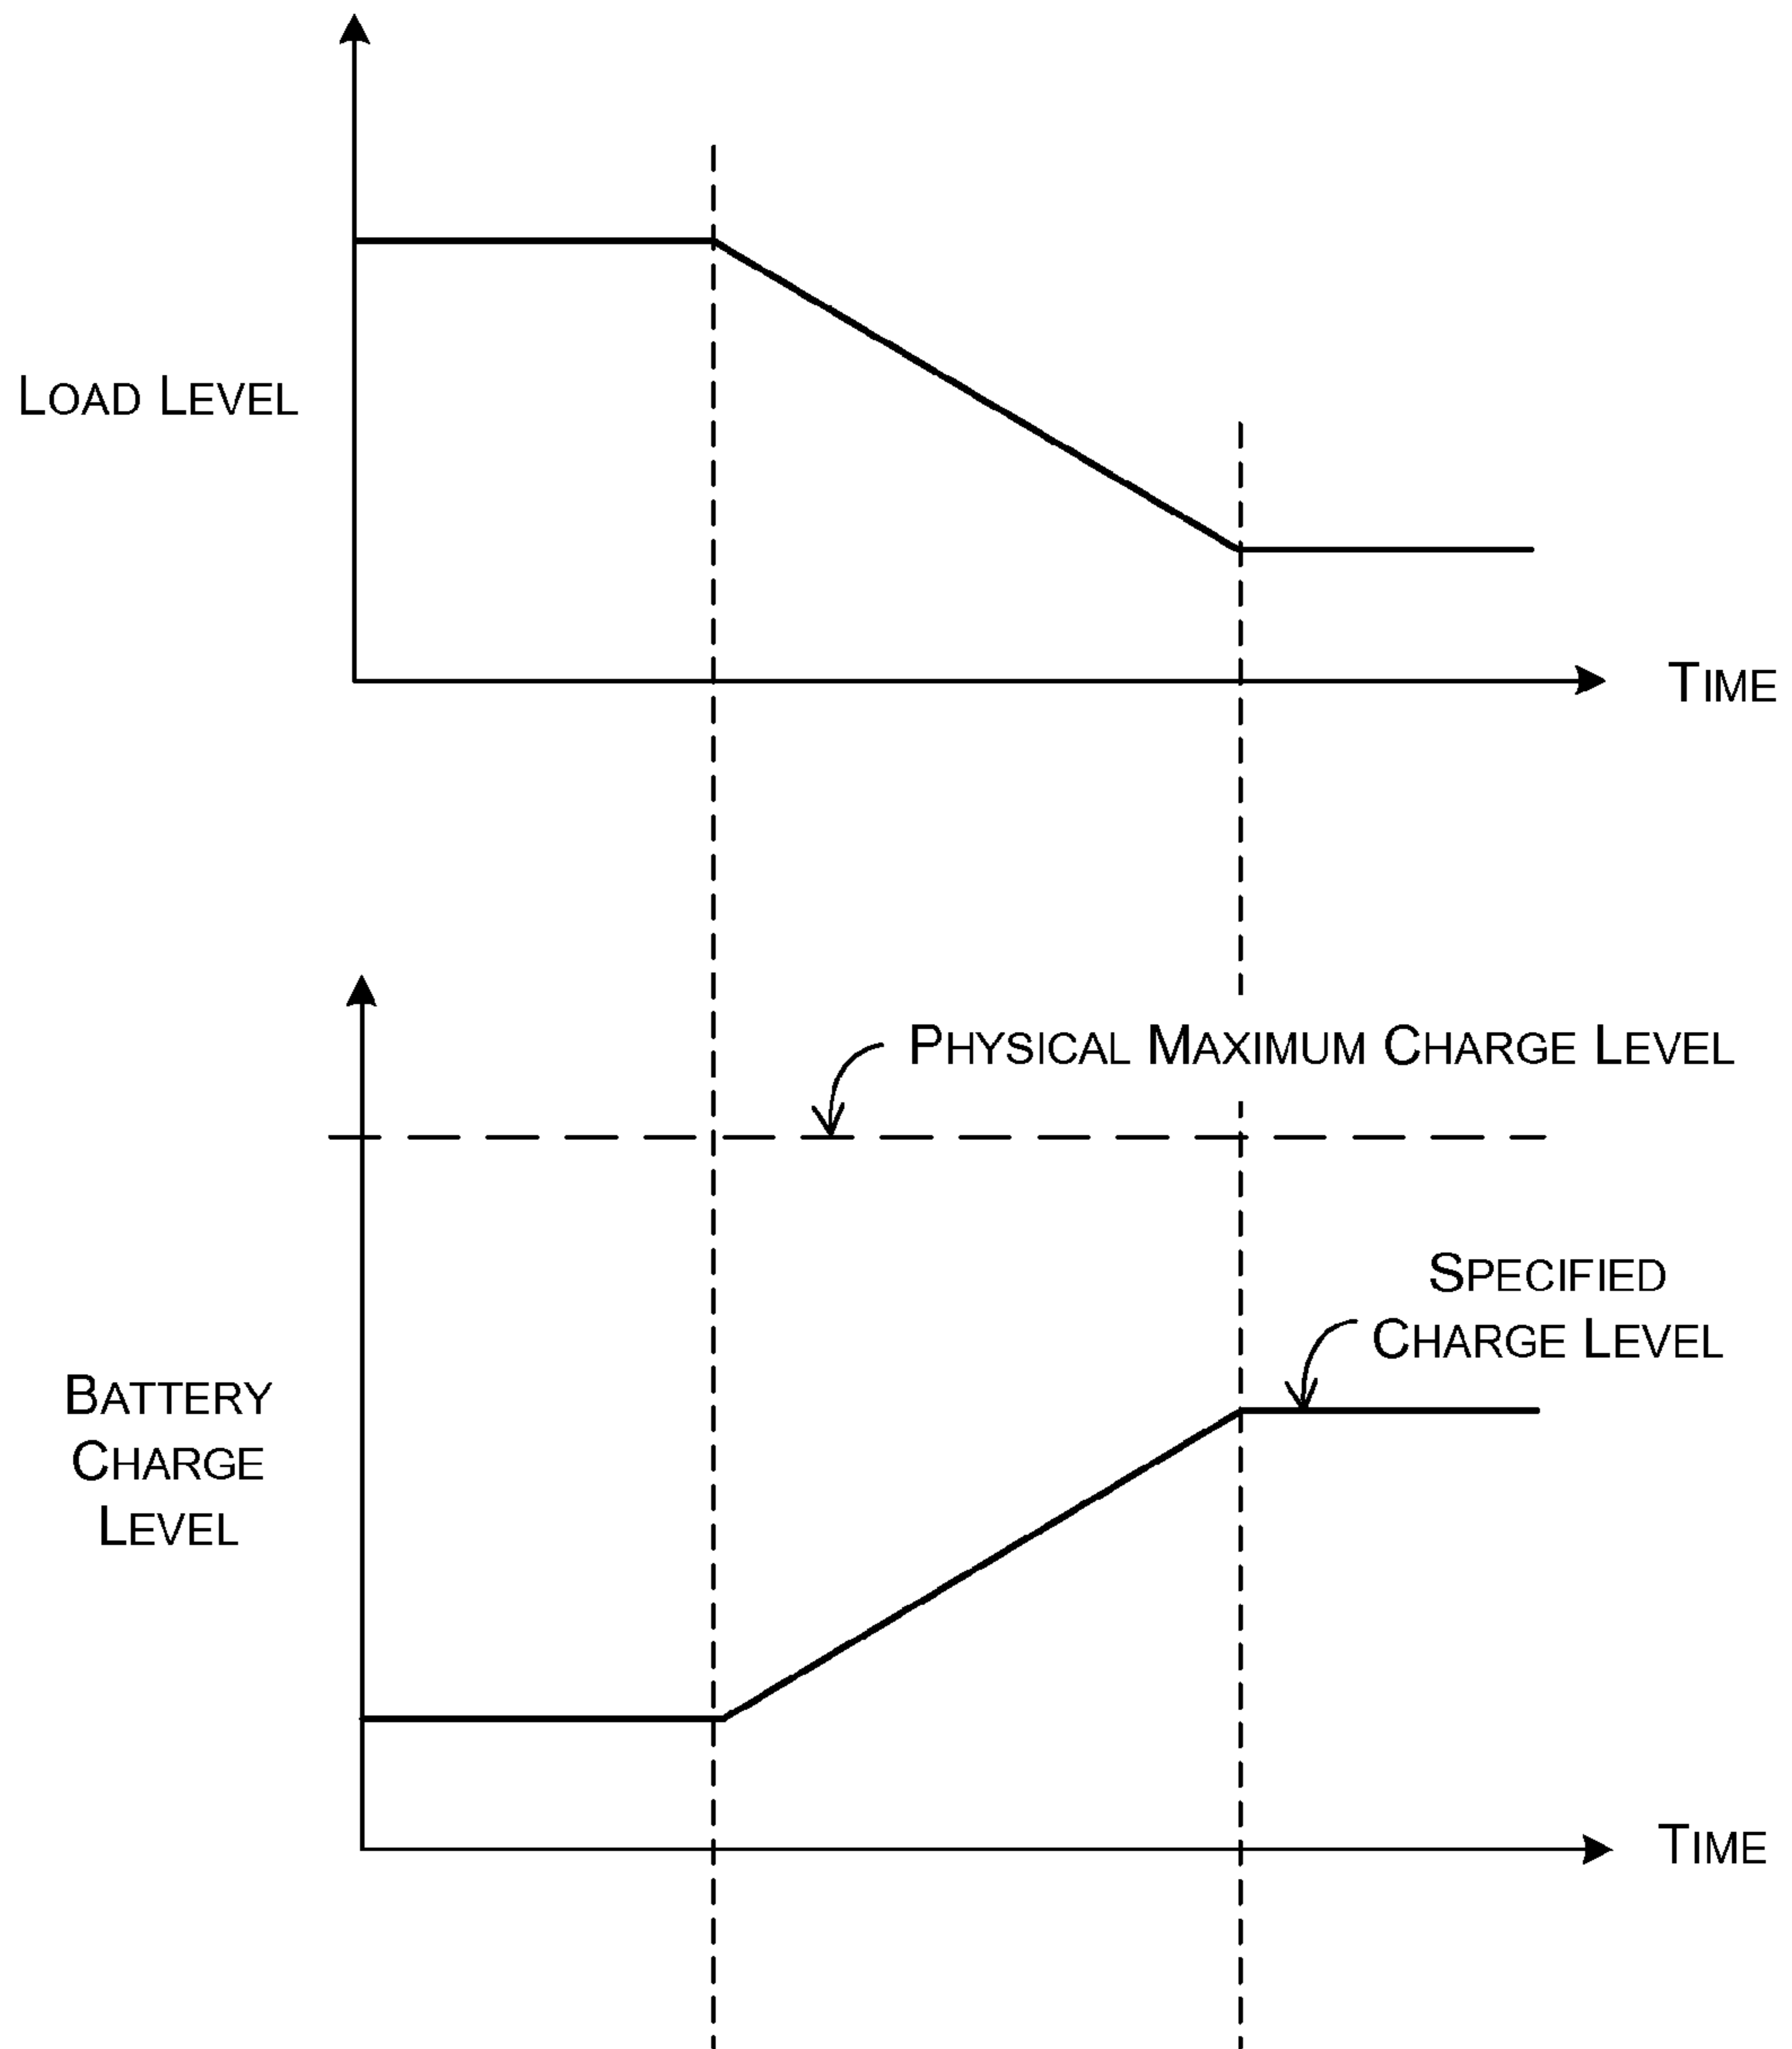 LOAD LEVEL
TIME
PHYSICAL MAXIMUM CHARGE LEVEL
SPECIFIED
CHARGE LEVEL
BATTERY
CHARGE
LEVEL
TIME